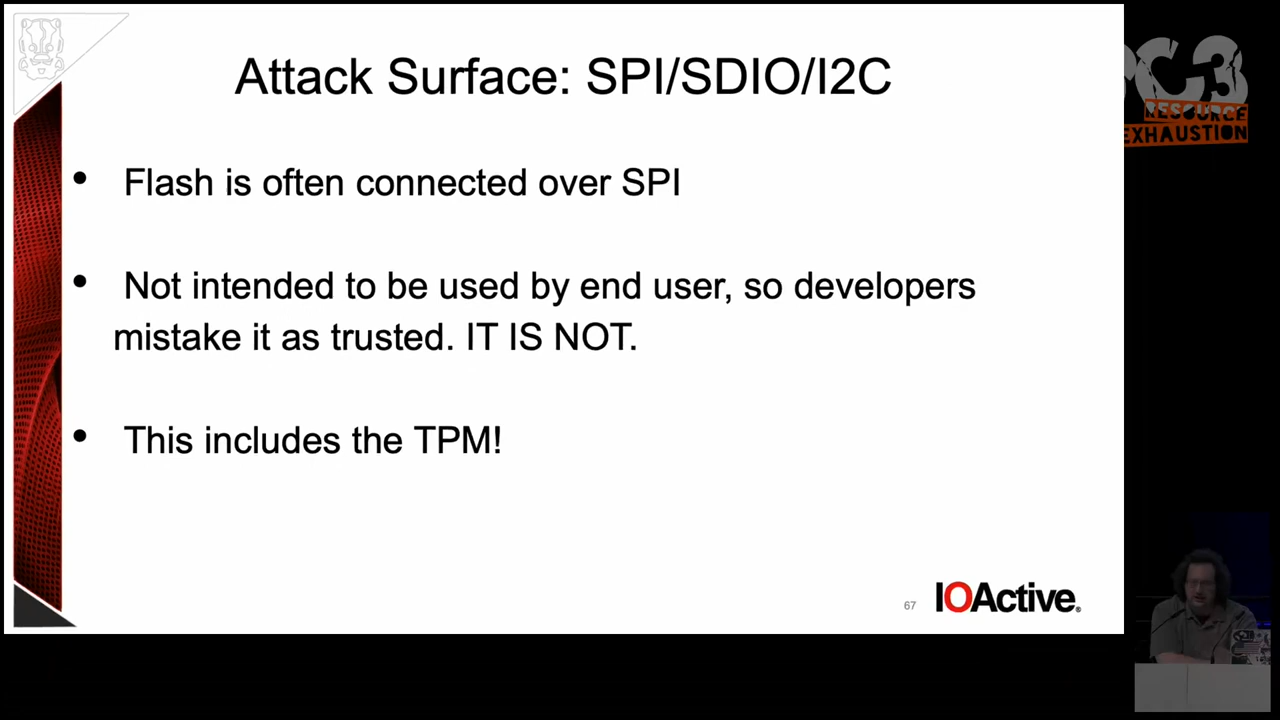 Attack Surface: SPI/SDIO/I2C
• Flash is often connected over SPI
• Not intended to be used by end user, so developers
mistake it as trusted. IT IS NOT.
• This includes the TPM!
67
IOActive®
C3
RESOURCE
EXHAUSTION